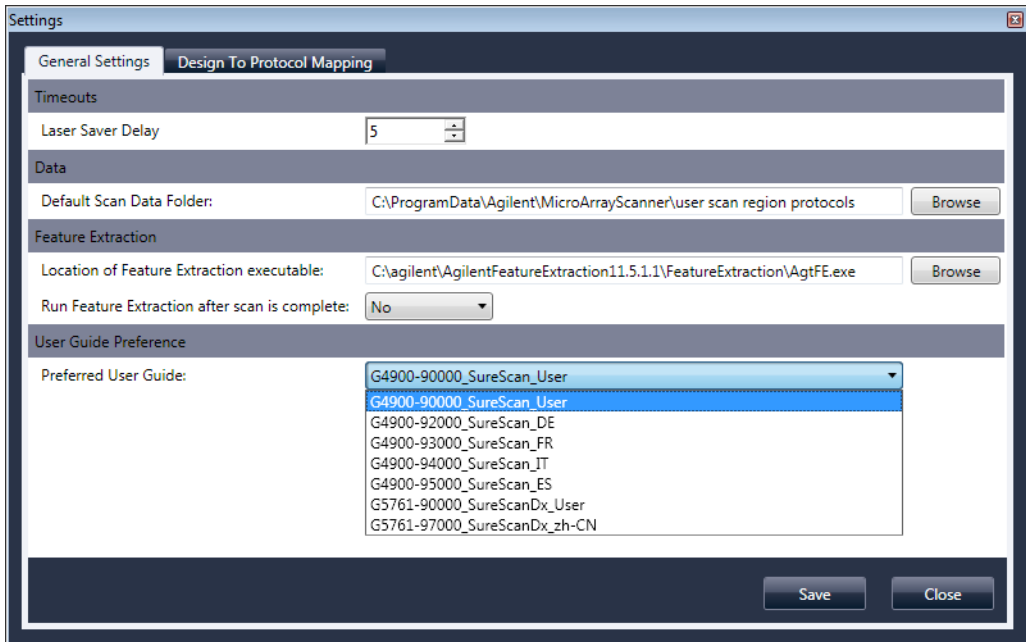 Settings
General Settings Design To Protocol Mapping
Timeouts
Laser Saver Delay 5
Data
Default Scan Data Folder: C:\ProgramData\Agilent\MicroArrayScanner\user scan region protocols Browse
Feature Extraction
Location of Feature Extraction executable: C:\agilent\AgilentFeatureExtraction11.5.1.1\FeatureExtraction\AgtFE.exe Browse
Run Feature Extraction after scan is complete: No
User Guide Preference
Preferred User Guide: G4900-90000_SureScan_User
G4900-90000_SureScan_User
G4900-92000_SureScan_DE
G4900-93000_SureScan_FR
G4900-94000_SureScan_IT
G4900-95000_SureScan_ES
G5761-90000_SureScanDx_User
G5761-97000_SureScanDx_zh-CN
Save Close